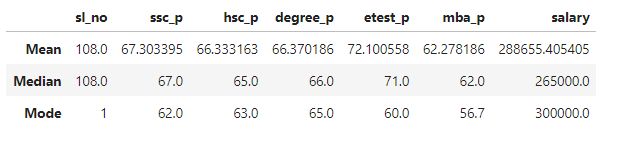 sl_no ssc_p hsc_p degree_p etest_p mba_p salary
Mean 108.0 67.303395 66.333163 66.370186 72.100558 62.278186 288655.405405
Median 108.0 67.0 65.0 66.0 71.0 62.0 265000.0
Mode 1 62.0 63.0 65.0 60.0 56.7 300000.0